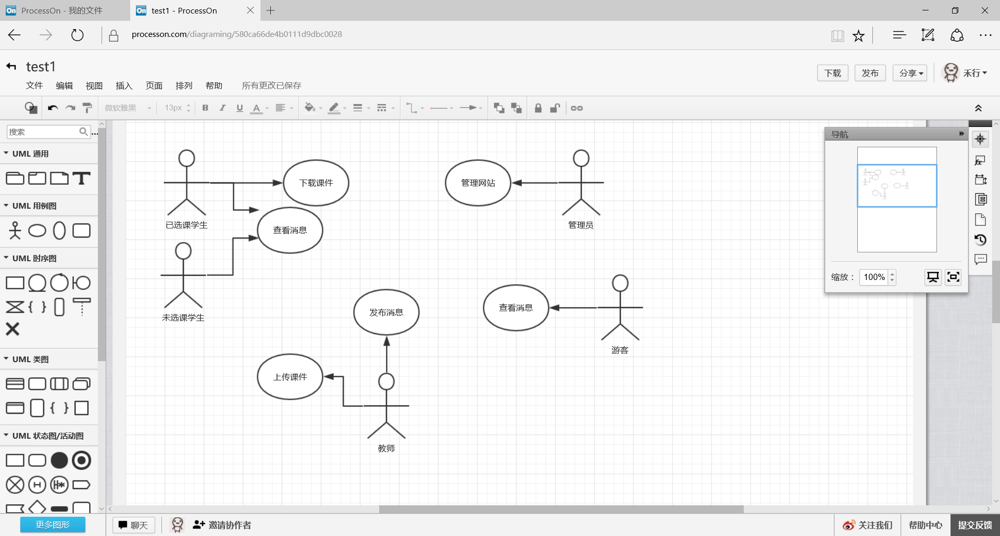 ProcessOn - 我的文件
test1 - ProcessOn
processon.com/diagraming/580ca66de4b0111d9dbc0028
test1
文件 编辑 视图 插入 页面 排列 帮助 所有更改已保存
下载 发布 分享 禾行
微软雅黑 13px B I U A
搜索
...
UML 通用
UML 用例图
UML 时序图
UML 类图
UML 状态图/活动图
更多图形
下载课件
已选课学生
查看消息
未选课学生
管理网站
管理员
发布消息
查看消息
游客
上传课件
教师
导航
缩放： 100%
聊天
邀请协作者
关注我们
帮助中心
提交反馈